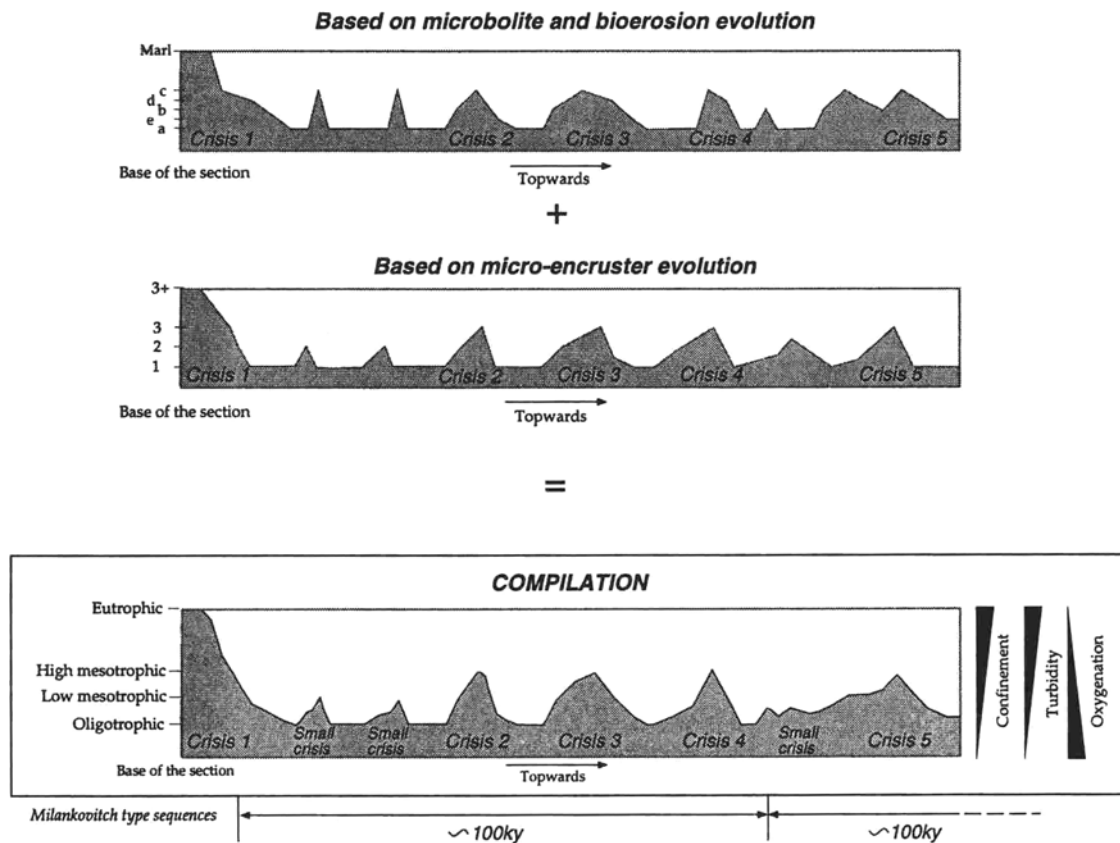 Based on microbolite and bioerosion evolution
Marl
c
d
b
e
a
Crisis 1
Crisis 2
Crisis 3
Crisis 4
Crisis 5
Base of the section
Topwards
+
Based on micro-encruster evolution
3+
3
2
1
Crisis 1
Crisis 2
Crisis 3
Crisis 4
Crisis 5
Base of the section
Topwards
=
COMPILATION
Eutrophic
High mesotrophic
Low mesotrophic
Oligotrophic
Crisis 1
Small
crisis
Small
crisis
Crisis 2
Crisis 3
Crisis 4
Small
crisis
Crisis 5
Confinement
Turbidity
Oxygenation
Base of the section
Topwards
Milankovitch type sequences
∽100ky
∽100ky